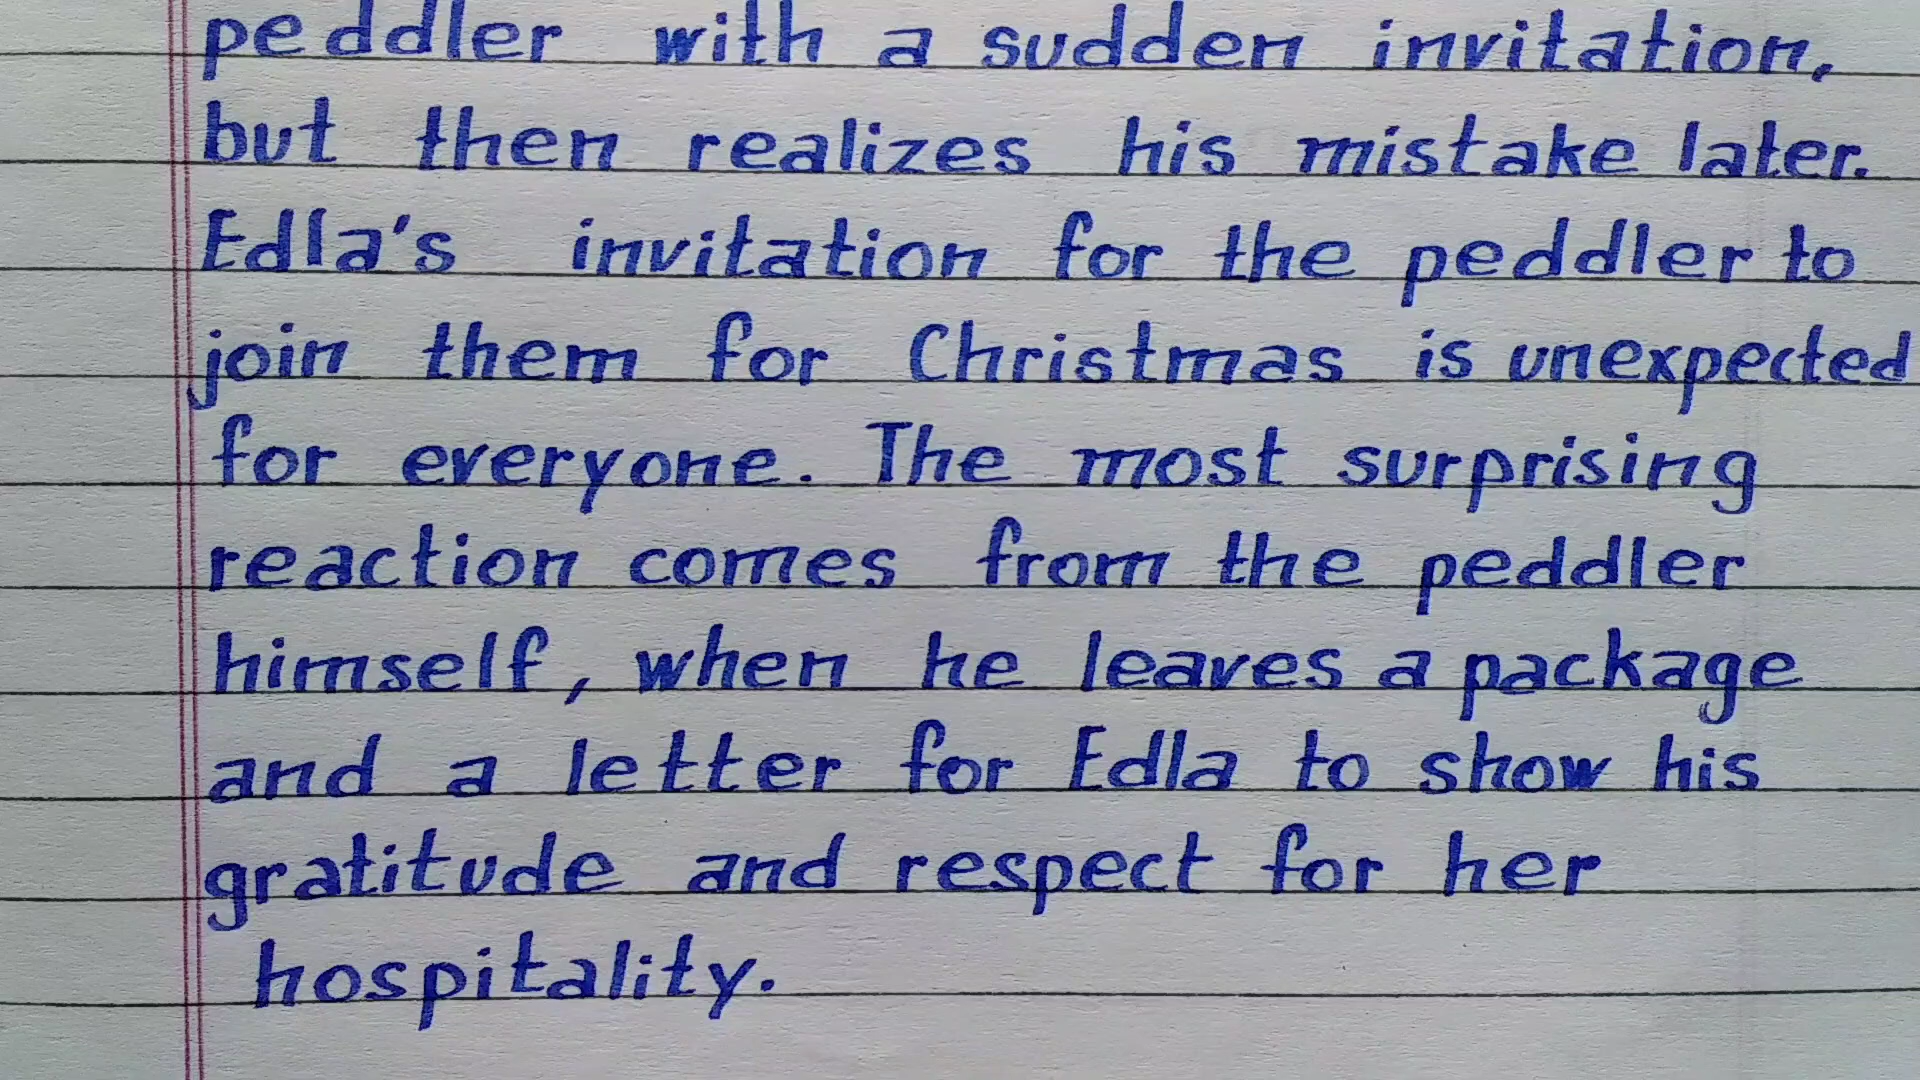 peddler with a sudden invitation,
but then realizes his mistake later.
Edla's invitation for the peddler to
join them for Christmas is unexpected
for everyone. The most surprising
reaction comes from the peddler
himself, when he leaves a package
and a letter for Edla to show his
gratitude and respect for her
hospitality.